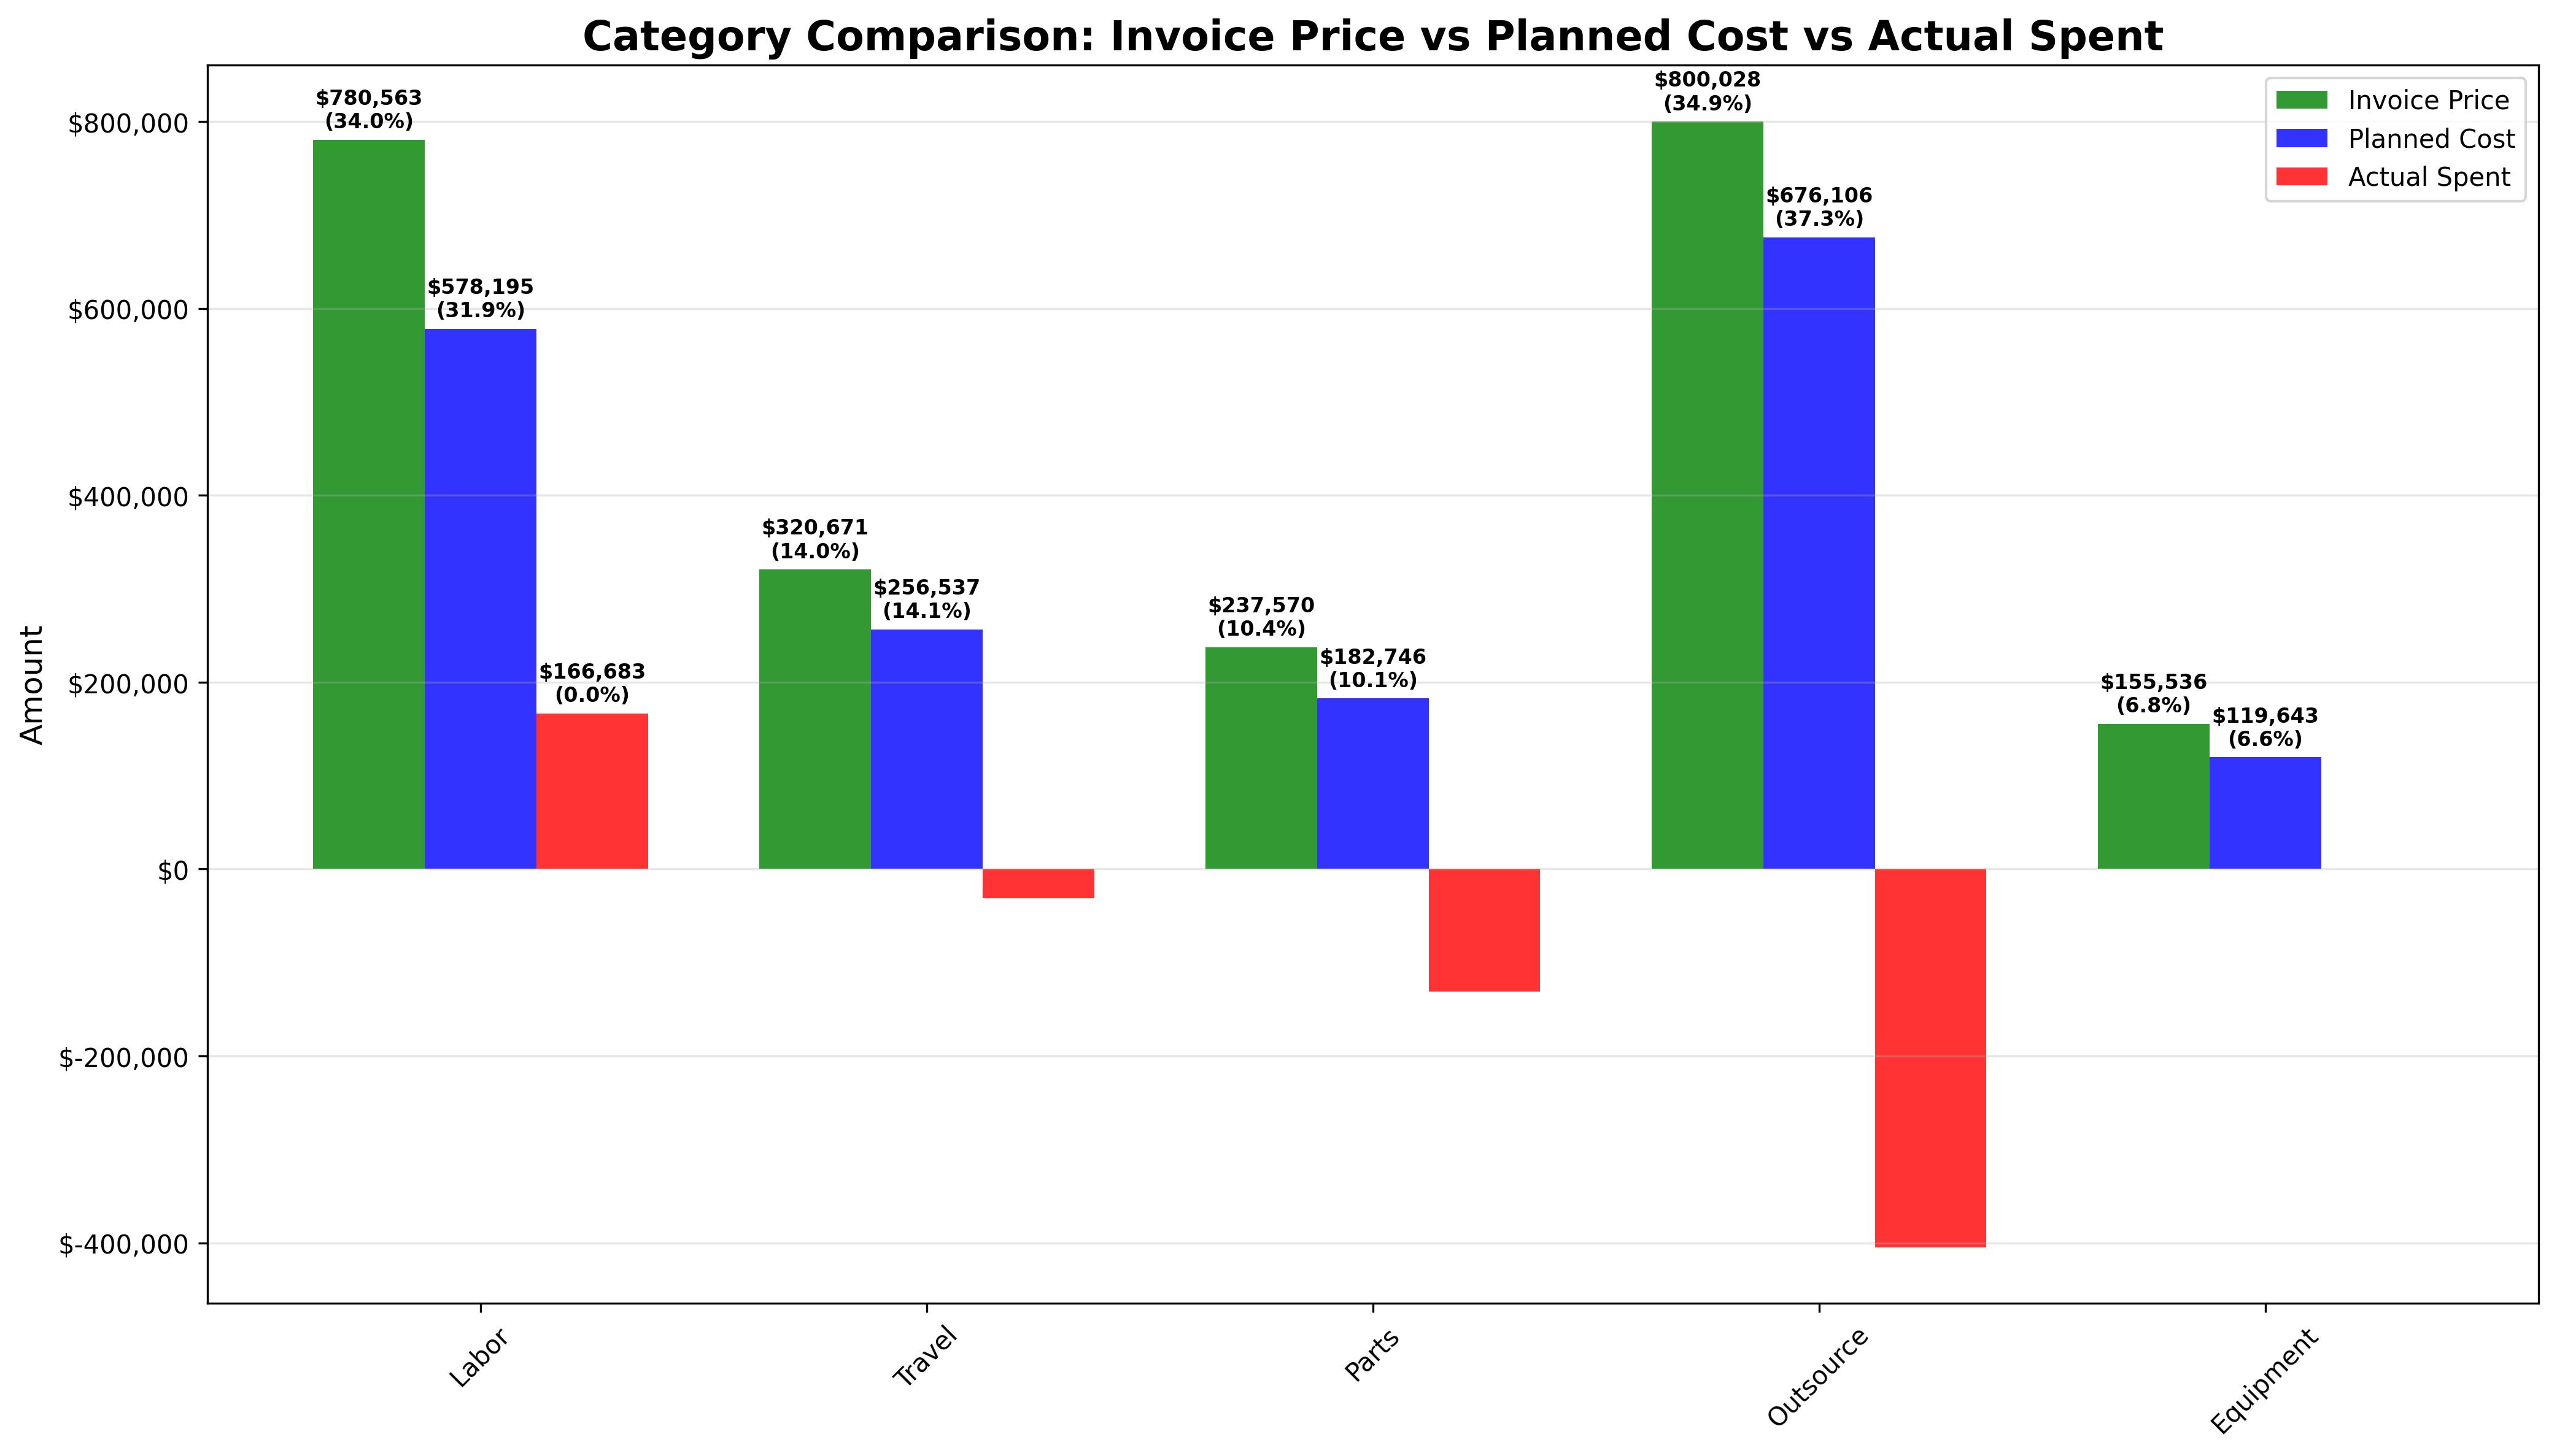 Category Comparison: Invoice Price vs Planned Cost vs Actual Spent
Invoice Price
Planned Cost
Actual Spent
Amount
$800,000
$600,000
$400,000
$200,000
$0
$-200,000
$-400,000
$780,563
(34.0%)
$578,195
(31.9%)
$166,683
(0.0%)
$320,671
(14.0%)
$256,537
(14.1%)
$237,570
(10.4%)
$182,746
(10.1%)
$800,028
(34.9%)
$676,106
(37.3%)
$155,536
(6.8%)
$119,643
(6.6%)
Labor
Travel
Parts
Outsource
Equipment